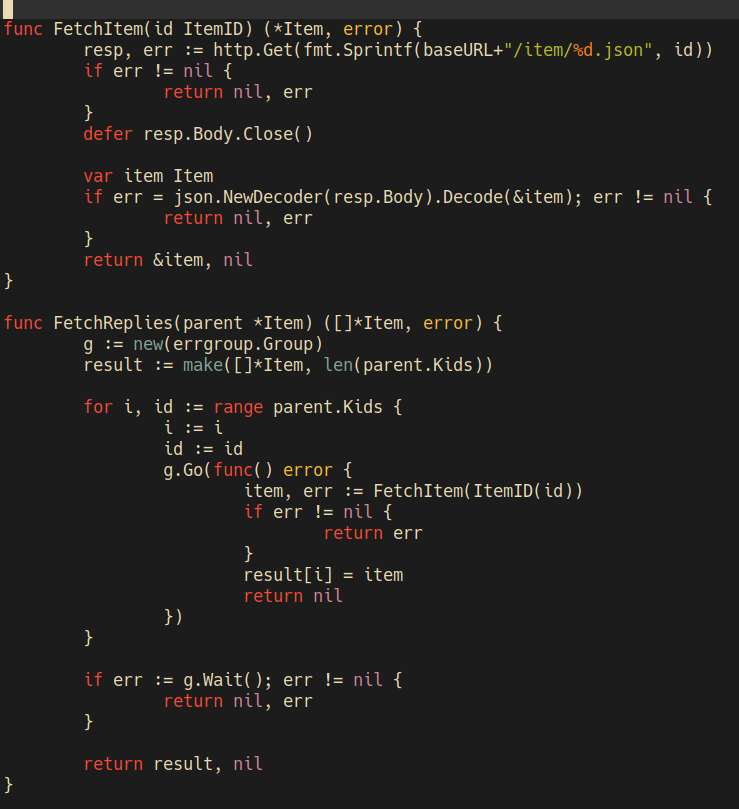 func FetchItem(id ItemID) (*Item, error) {
        resp, err := http.Get(fmt.Sprintf(baseURL+"/item/%d.json", id))
        if err != nil {
                return nil, err
        }
        defer resp.Body.Close()

        var item Item
        if err = json.NewDecoder(resp.Body).Decode(&item); err != nil {
                return nil, err
        }
        return &item, nil
}

func FetchReplies(parent *Item) ([]*Item, error) {
        g := new(errgroup.Group)
        result := make([]*Item, len(parent.Kids))

        for i, id := range parent.Kids {
                i := i
                id := id
                g.Go(func() error {
                        item, err := FetchItem(ItemID(id))
                        if err != nil {
                                return err
                        }
                        result[i] = item
                        return nil
                })
        }

        if err := g.Wait(); err != nil {
                return nil, err
        }

        return result, nil
}